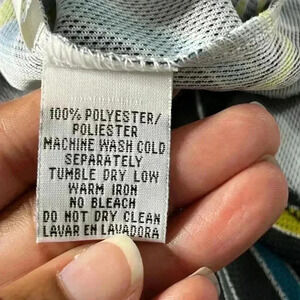 100% POLYESTER/
POLIESTER
MACHINE WASH COLD
SEPARATELY
TUMBLE DRY LOW
WARM IRON
NO BLEACH
DO NOT DRY CLEAN
LAVAR EN LAVADORA